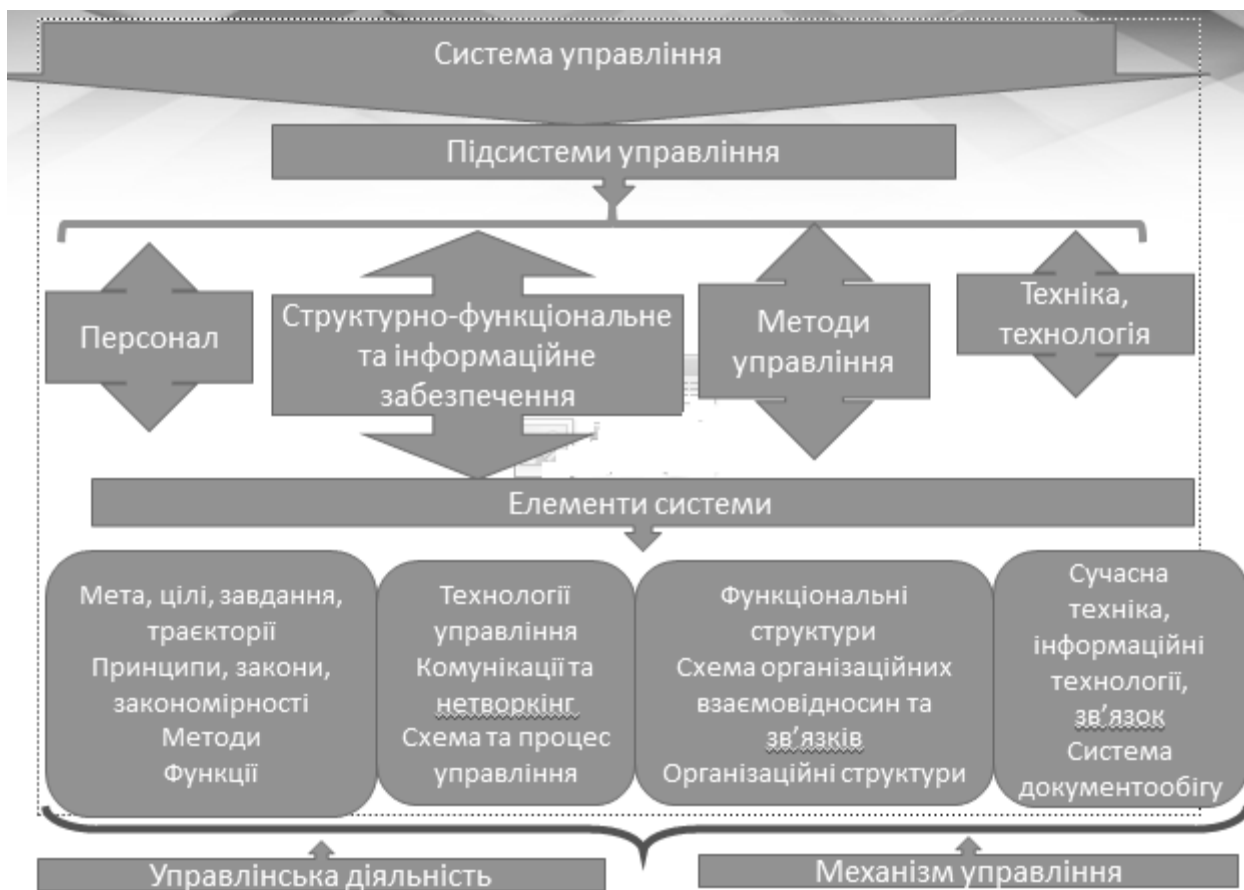 Система управління
Підсистеми управління
Персонал
Структурно-функціональне
та інформаційне
забезпечення
Методи
управління
Техніка,
технологія
Елементи системи
Мета, цілі, завдання,
траєкторії
Принципи, закони,
закономірності
Методи
Функції
Технології
управління
Комунікації та
нетворкінг
Схема та процес
управління
Функціональні
структури
Схема організаційних
взаємовідносин та
зв’язків
Організаційні структури
Сучасна
техніка,
інформаційні
технології,
зв’язок
Система
документообігу
Управлінська діяльність
Механізм управління